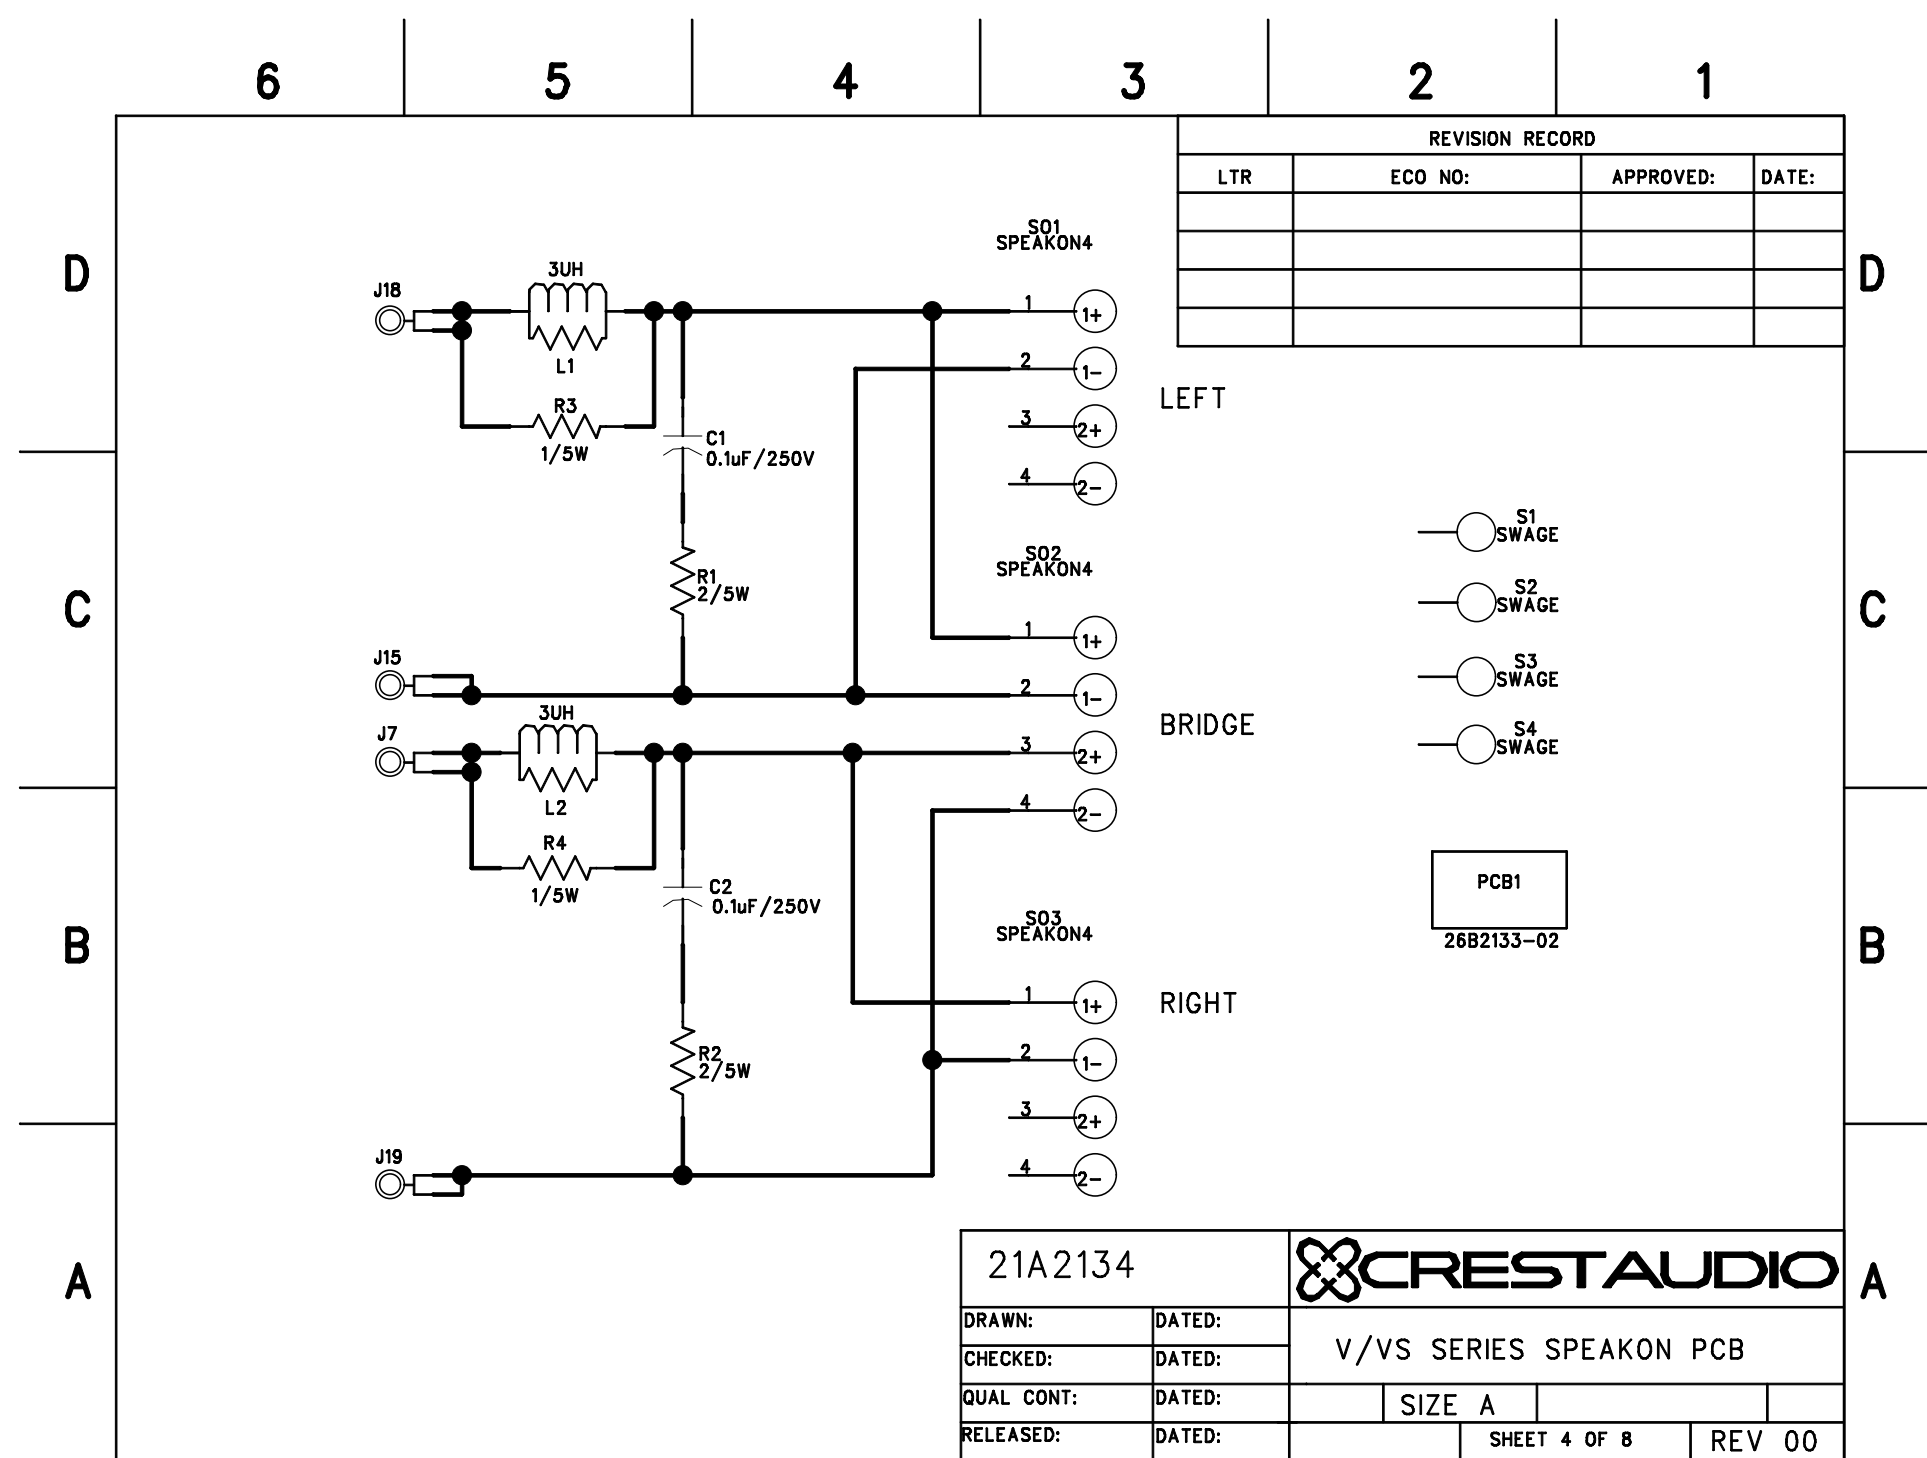 6 5 4 3 2 1
REVISION RECORD
LTR ECO NO: APPROVED: DATE:
D D
SO1
SPEAKON4
J18
3UH
L1
R3
1/5W
C1
0.1uF/250V
1 1+
2 1-
3 2+
4 2-
LEFT
C C
R1
2/5W
SO2
SPEAKON4
S1
SWAGE
S2
SWAGE
S3
SWAGE
S4
SWAGE
J15
1 1+
2 1-
3 2+
4 2-
BRIDGE
J7
3UH
L2
R4
1/5W
C2
0.1uF/250V
PCB1
26B2133-02
B B
SO3
SPEAKON4
1 1+
2 1-
3 2+
4 2-
RIGHT
R2
2/5W
J19
A A
21A2134
CRESTAUDIO
DRAWN: DATED:
CHECKED: DATED:
QUAL CONT: DATED:
RELEASED: DATED:
V/VS SERIES SPEAKON PCB
SIZE A
SHEET 4 OF 8
REV 00